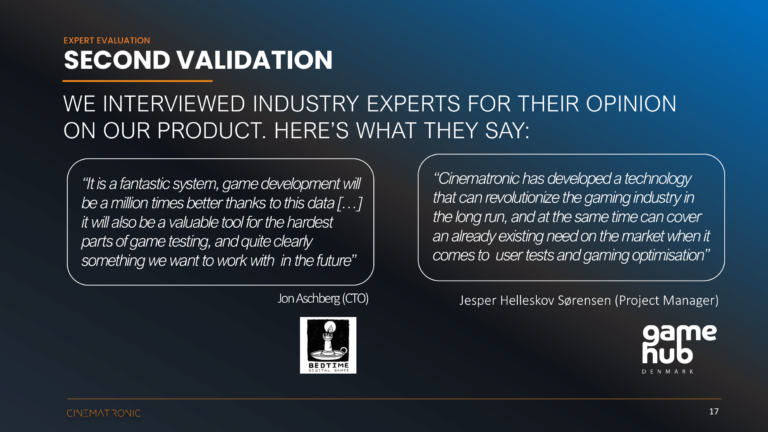 EXPERT EVALUATION
SECOND VALIDATION
WE INTERVIEWED INDUSTRY EXPERTS FOR THEIR OPINION
ON OUR PRODUCT. HERE'S WHAT THEY SAY:
“It is a fantastic system, game development will
be a million times better thanks to this data […]
it will also be a valuable tool for the hardest
parts of game testing, and quite clearly
something we want to work with in the future”
Jon Aschberg (CTO)
BEDTIME
DIGITAL GAMES
“Cinematronic has developed a technology
that can revolutionize the gaming industry in
the long run, and at the same time can cover
an already existing need on the market when it
comes to user tests and gaming optimisation”
Jesper Helleskov Sørensen (Project Manager)
game
hub
DENMARK
CINEMATRONIC
17